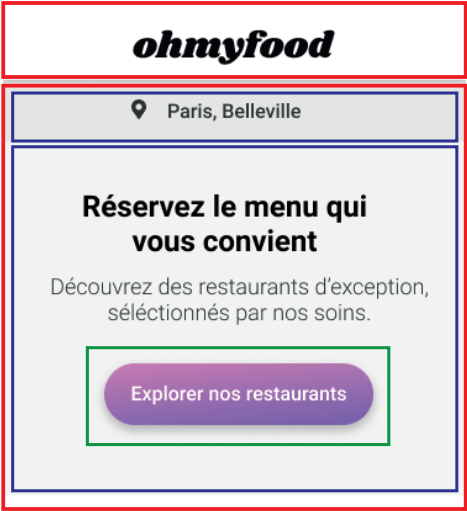 ohmyfood
Paris, Belleville
Réservez le menu qui
vous convient
Découvrez des restaurants d’exception,
séléctionnés par nos soins.
Explorer nos restaurants